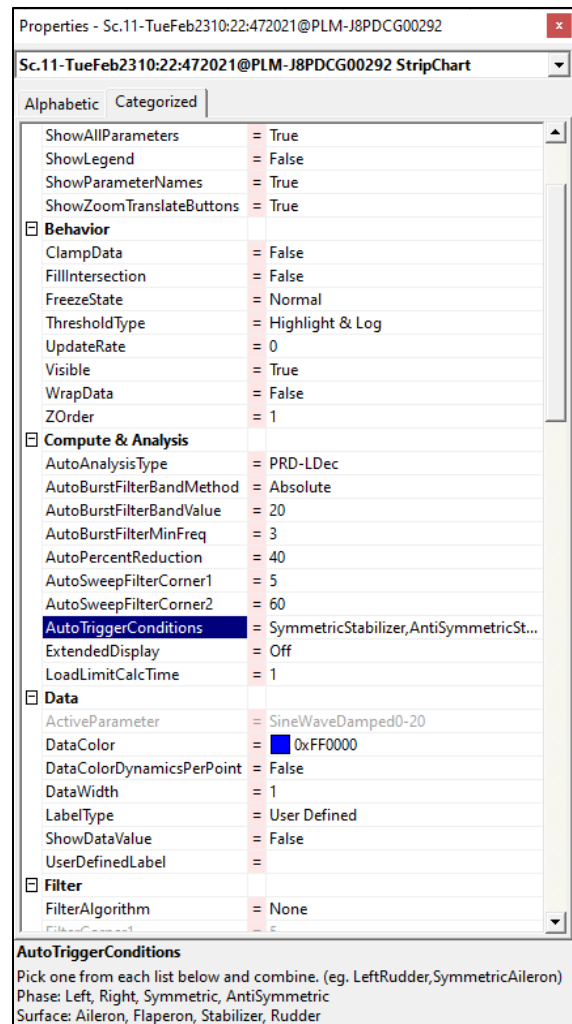 Properties - Sc.11-TueFeb2310:22:472021@PLM-J8PDCG00292 x
Sc.11-TueFeb2310:22:472021@PLM-J8PDCG00292 StripChart
Alphabetic Categorized
ShowAllParameters = True
ShowLegend = False
ShowParameterNames = True
ShowZoomTranslateButtons = True
Behavior
ClampData = False
FillIntersection = False
FreezeState = Normal
ThresholdType = Highlight & Log
UpdateRate = 0
Visible = True
WrapData = False
ZOrder = 1
Compute & Analysis
AutoAnalysisType = PRD-LDec
AutoBurstFilterBandMethod = Absolute
AutoBurstFilterBandValue = 20
AutoBurstFilterMinFreq = 3
AutoPercentReduction = 40
AutoSweepFilterCorner1 = 5
AutoSweepFilterCorner2 = 60
AutoTriggerConditions = SymmetricStabilizer,AntiSymmetricSt...
ExtendedDisplay = Off
LoadLimitCalcTime = 1
Data
ActiveParameter = SineWaveDamped0-20
DataColor = 0xFF0000
DataColorDynamicsPerPoint = False
DataWidth = 1
LabelType = User Defined
ShowDataValue = False
UserDefinedLabel =
Filter
FilterAlgorithm = None
FilterCorner1 = 5
AutoTriggerConditions
Pick one from each list below and combine. (eg. LeftRudder,SymmetricAileron)
Phase: Left, Right, Symmetric, AntiSymmetric
Surface: Aileron, Flaperon, Stabilizer, Rudder